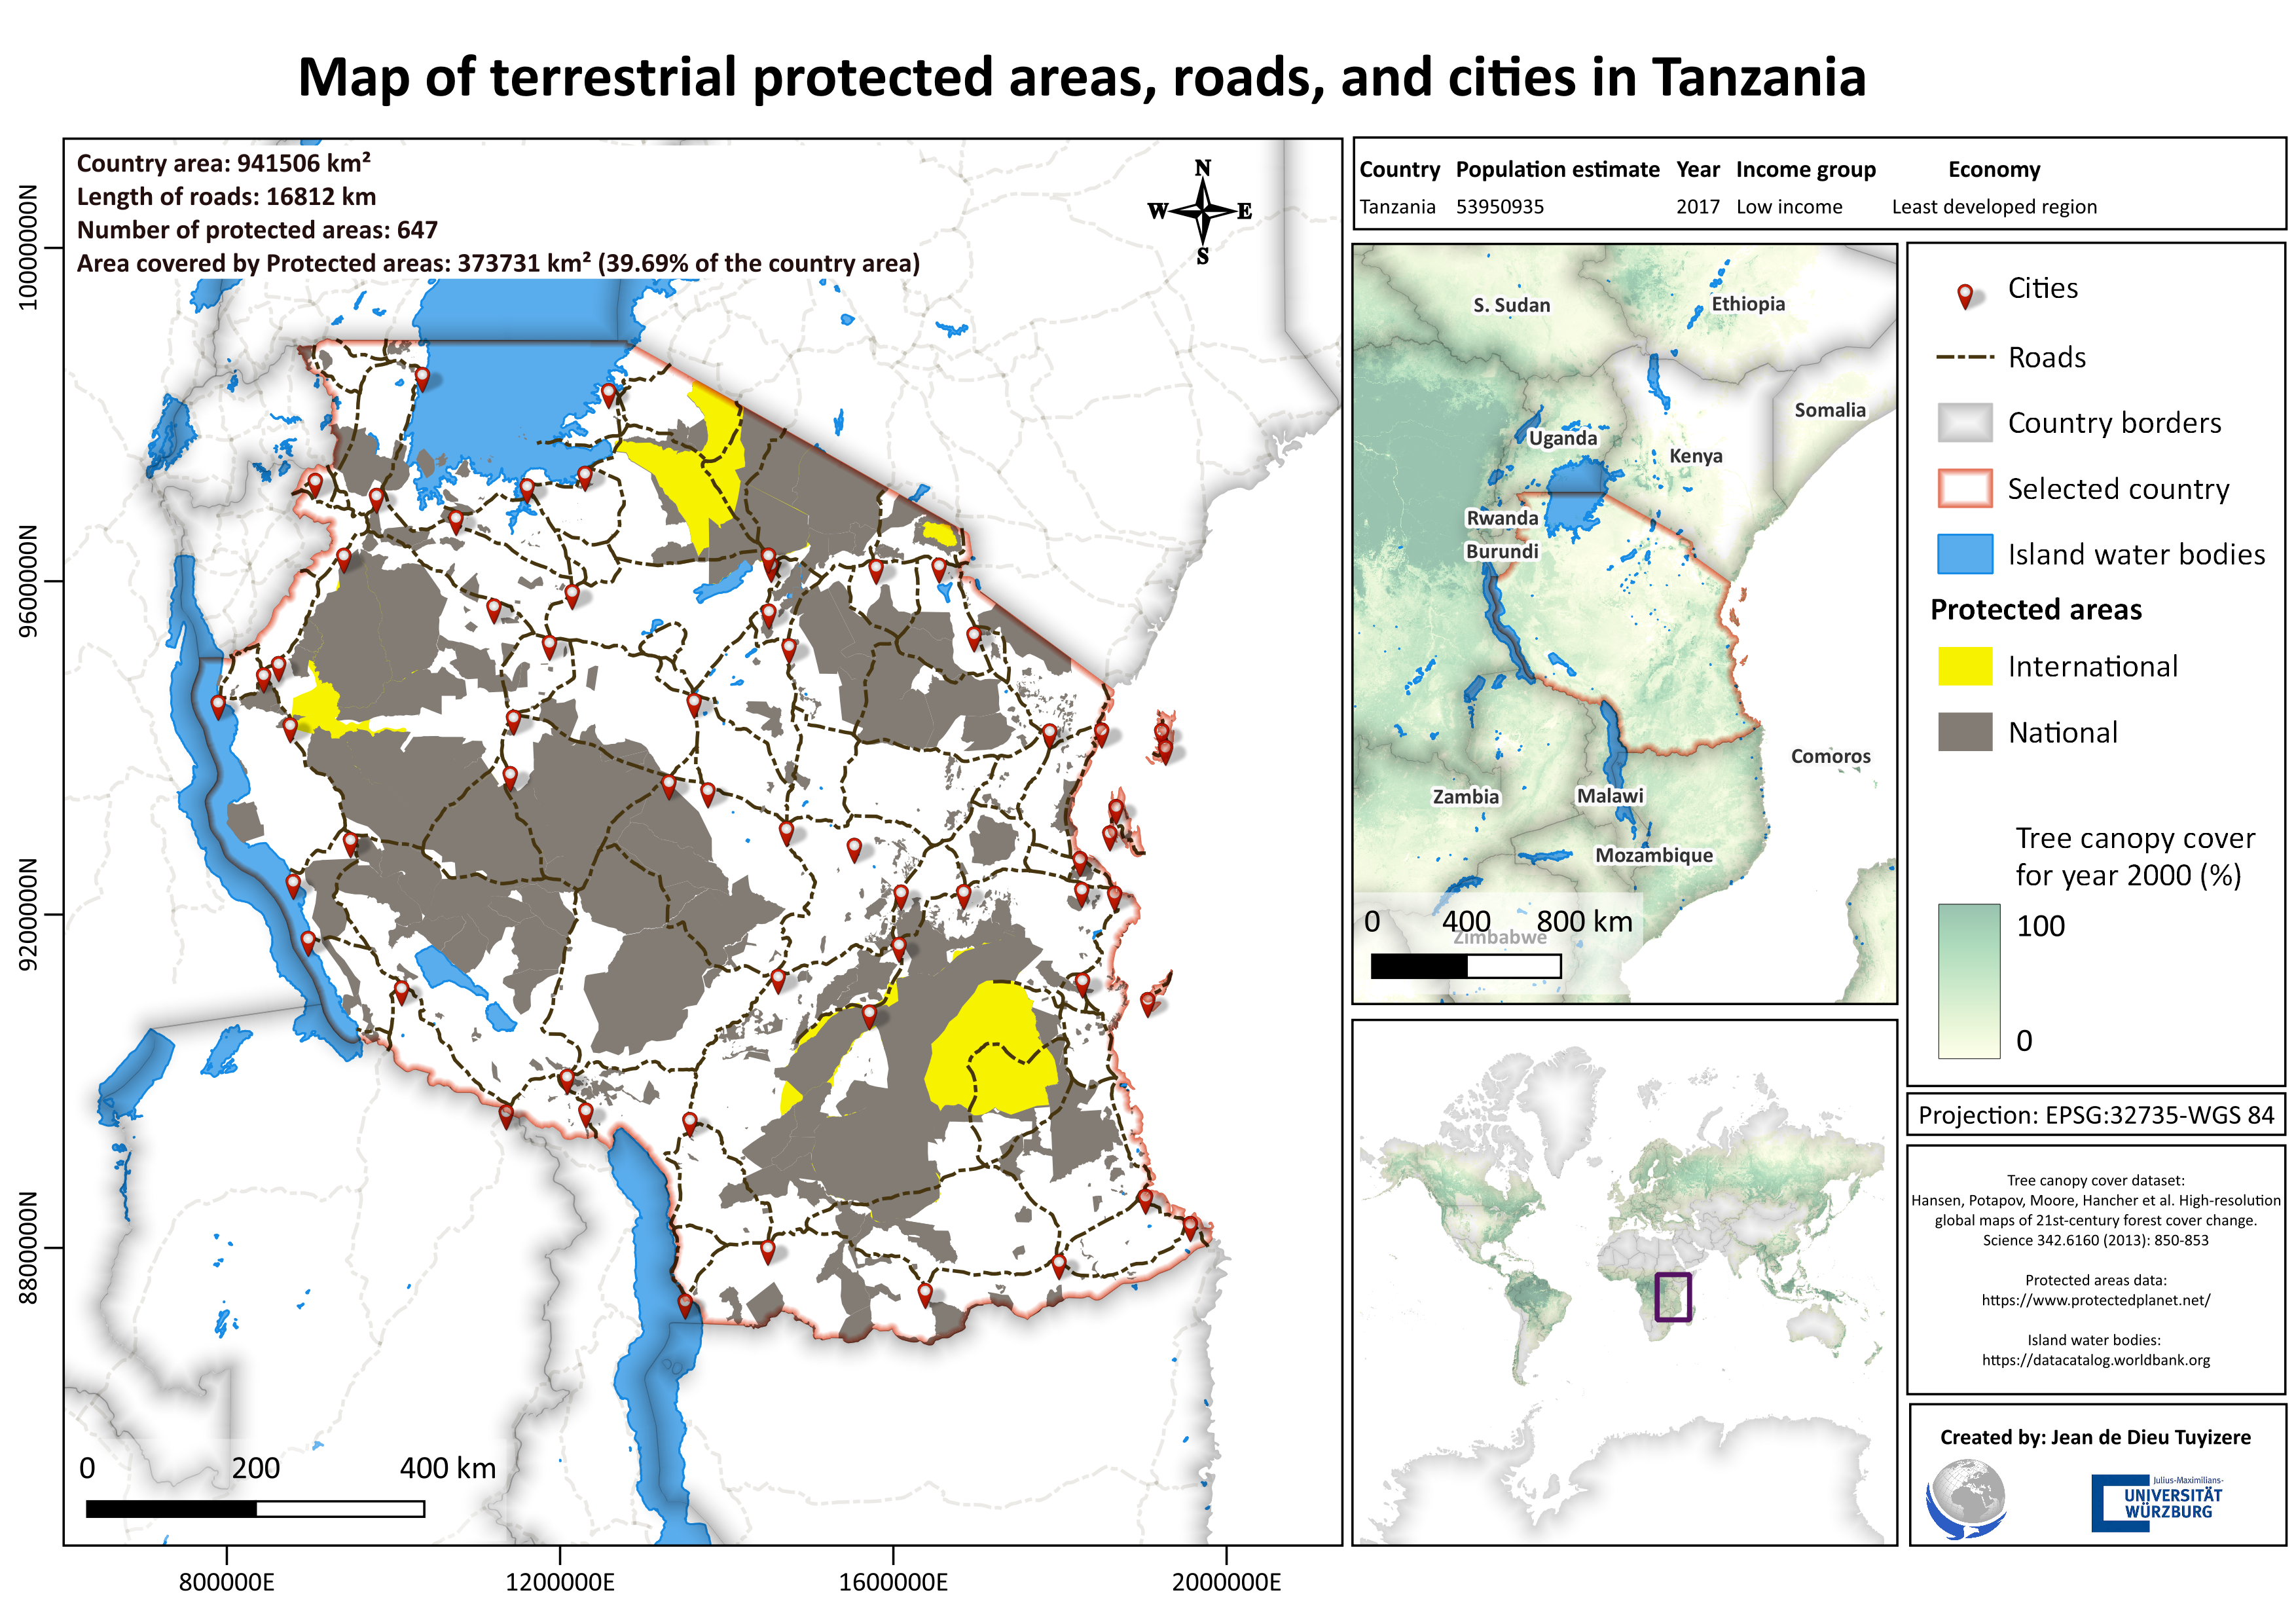 Map of terrestrial protected areas, roads, and cities in Tanzania
Country area: 941506 km²
Length of roads: 16812 km
Number of protected areas: 647
Area covered by Protected areas: 373731 km² (39.69% of the country area)
N
W E
S
10000000N
9600000N
9200000N
8800000N
0 200 400 km
800000E 1200000E 1600000E 2000000E
Country Population estimate Year Income group Economy
Tanzania 53950935 2017 Low income Least developed region
S. Sudan
Ethiopia
Somalia
Uganda
Kenya
Rwanda
Burundi
Comoros
Zambia
Malawi
Mozambique
0 400 800 km
Zimbabwe
Cities
Roads
Country borders
Selected country
Island water bodies
Protected areas
International
National
Tree canopy cover
for year 2000 (%)
100
0
Projection: EPSG:32735-WGS 84
Tree canopy cover dataset:
Hansen, Potapov, Moore, Hancher et al. High-resolution
global maps of 21st-century forest cover change.
Science 342.6160 (2013): 850-853
Protected areas data:
https://www.protectedplanet.net/
Island water bodies:
https://datacatalog.worldbank.org
Created by: Jean de Dieu Tuyizere
Julius-Maximilians-
UNIVERSITÄT
WÜRZBURG